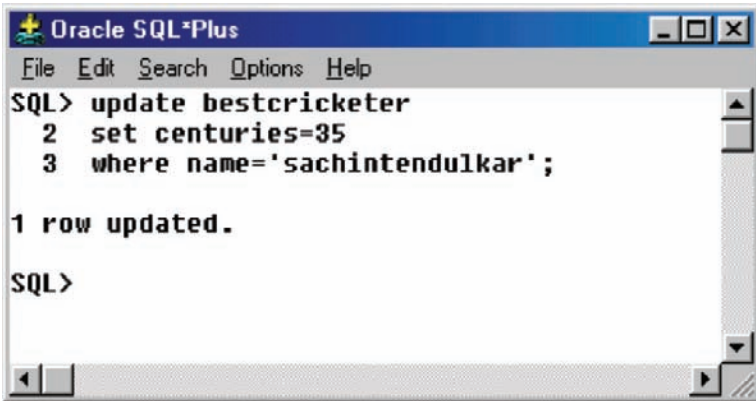 Oracle SQL*Plus
File Edit Search Options Help
SQL> update bestcricketer
2 set centuries=35
3 where name='sachintendulkar';
1 row updated.
SQL>